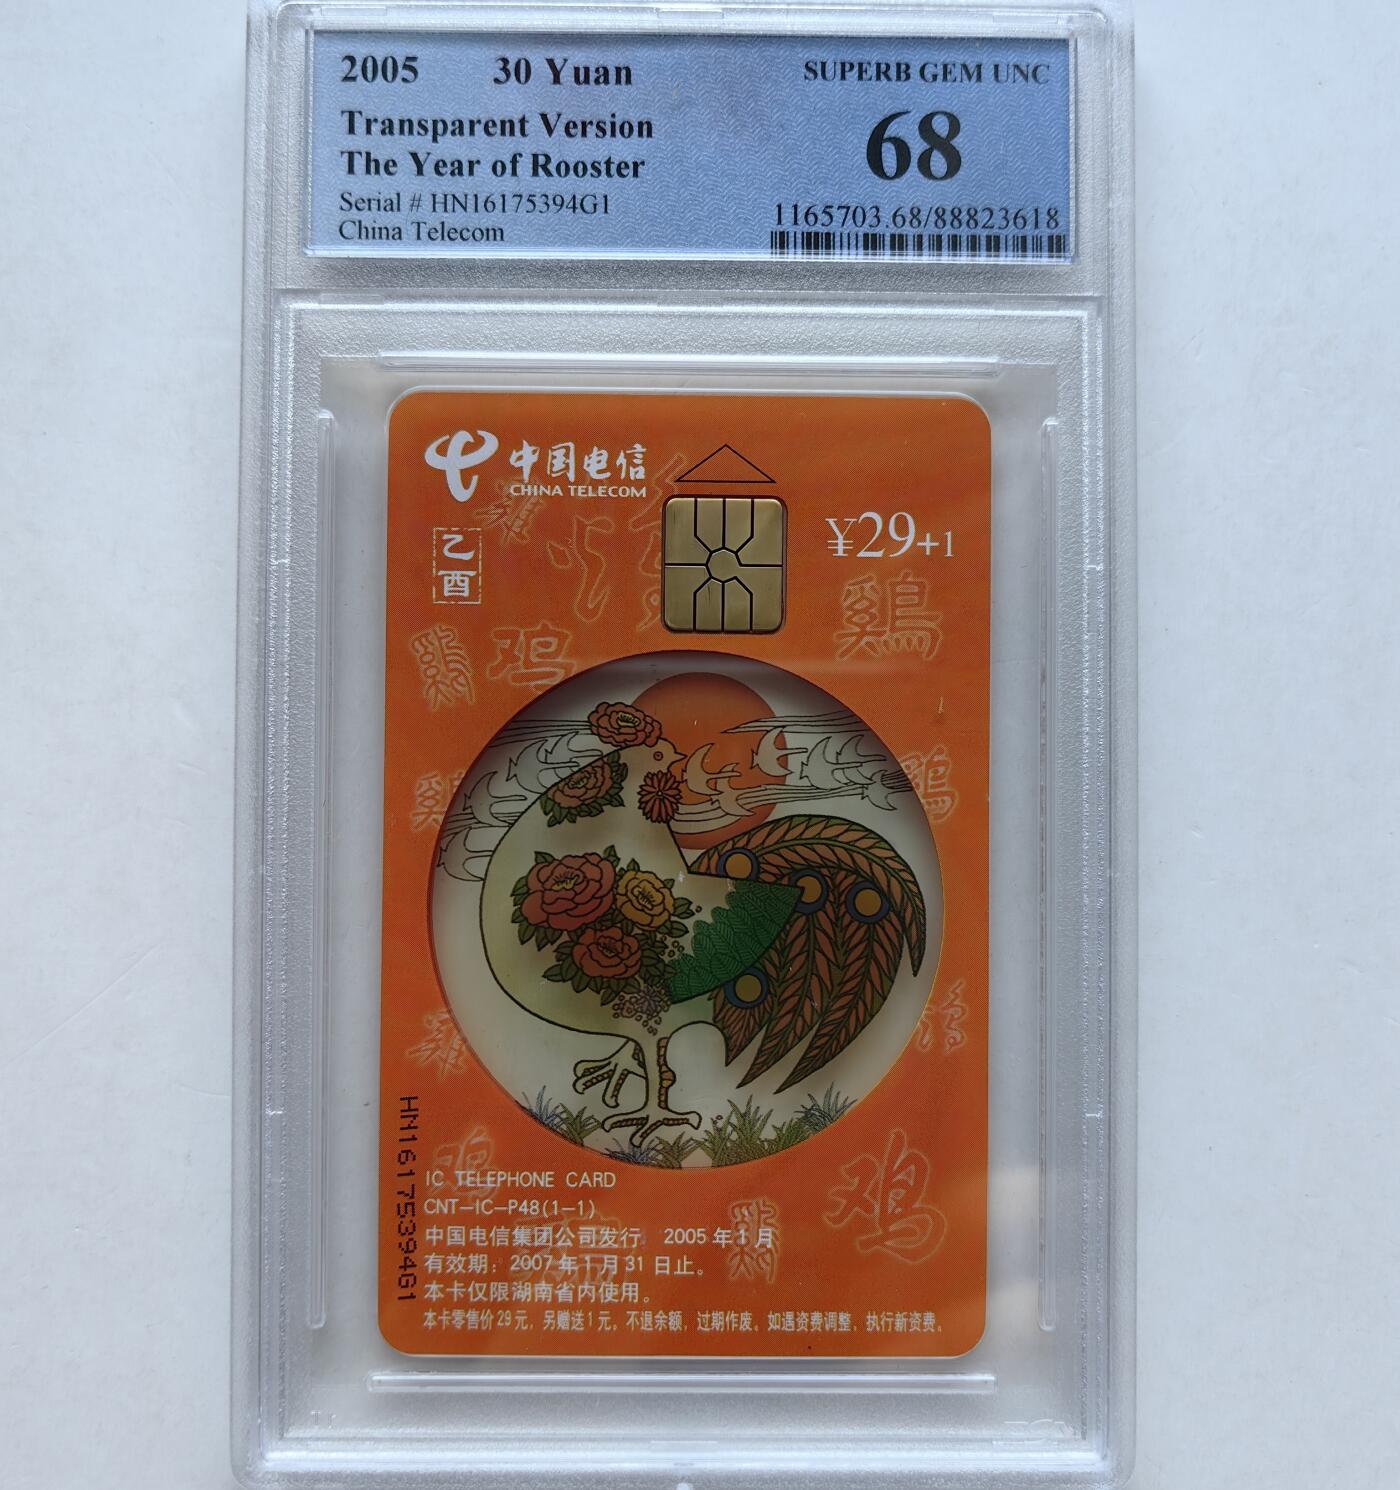 2005 30 Yuan SUPERB GEM UNC
Transparent Version
The Year of Rooster
68
Serial # HN16175394G1
China Telecom
1165703.68/88823618
中国电信
CHINA TELECOM
乙酉
¥29+1
鷄
鸡
鸡
HN16175394G1
IC TELEPHONE CARD
CNT-IC-P48(1-1)
中国电信集团公司发行 2005年1月
有效期：2007年1月31日止。
本卡仅限湖南省内使用。
本卡零售价29元，另赠送1元。不退余额，过期作废。如遇资费调整，执行新资费。